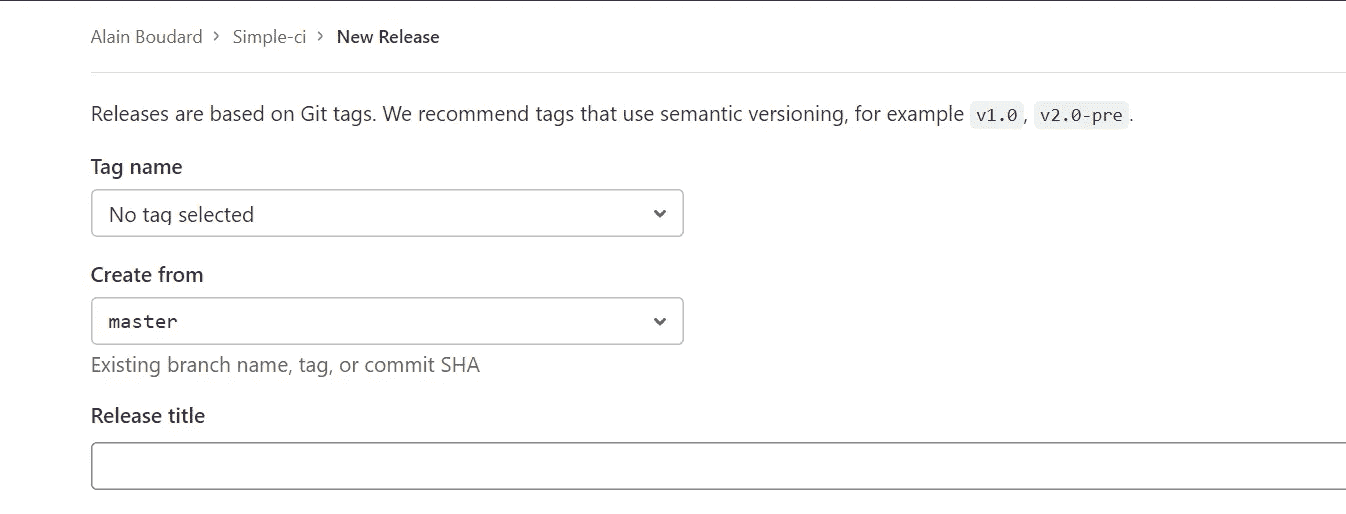 Alain Boudard > Simple-ci > New Release
Releases are based on Git tags. We recommend tags that use semantic versioning, for example v1.0, v2.0-pre.
Tag name
No tag selected
Create from
master
Existing branch name, tag, or commit SHA
Release title